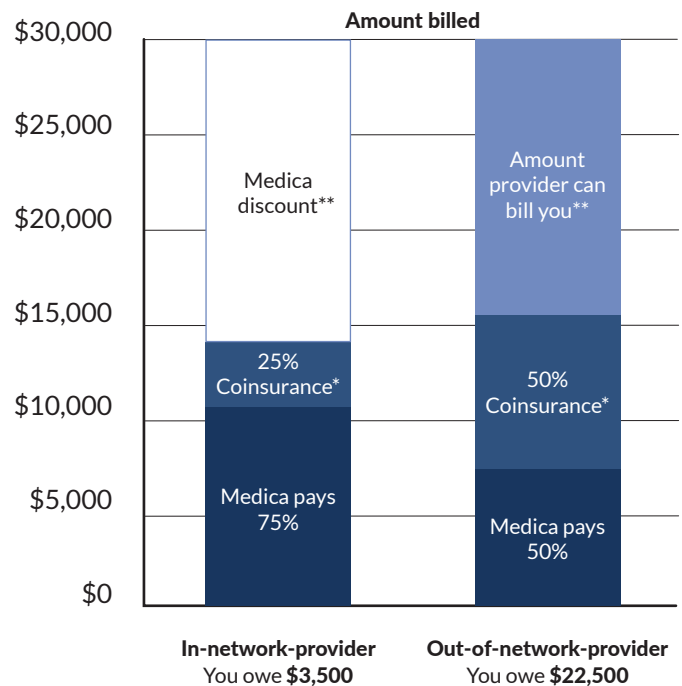 Amount billed
$30,000
$25,000
$20,000
$15,000
$10,000
$5,000
$0
Medica
discount**
25%
Coinsurance*
Medica pays
75%
Amount
provider can
bill you**
50%
Coinsurance*
Medica pays
50%
In-network-provider
You owe $3,500
Out-of-network-provider
You owe $22,500